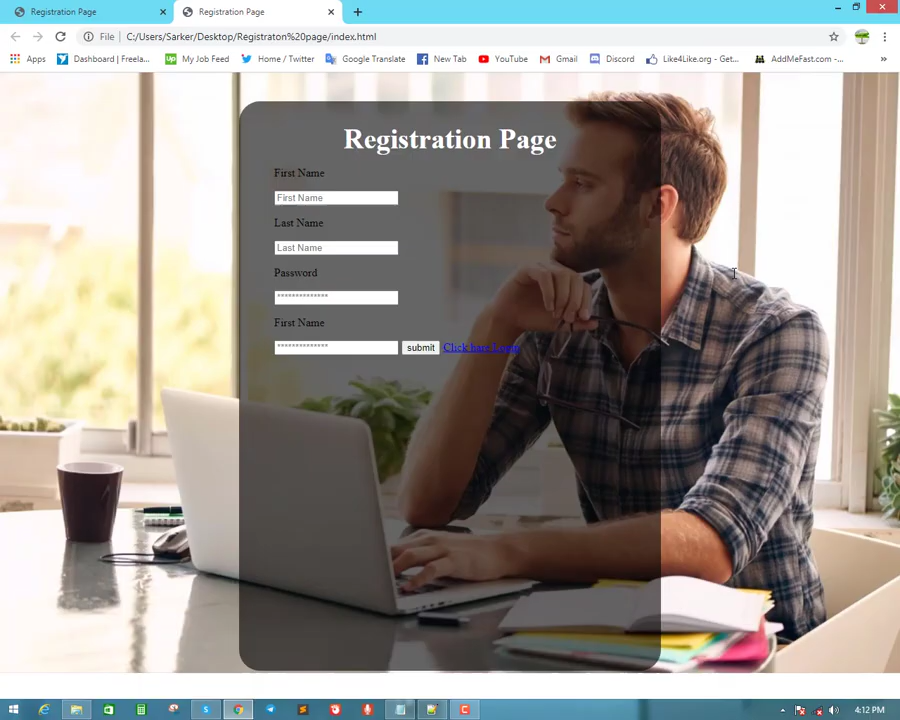 Registration Page
Registration Page
File
C:/Users/Sarker/Desktop/Registraton%20page/index.html
Apps
Dashboard | Freela...
My Job Feed
Home / Twitter
Google Translate
New Tab
YouTube
Gmail
Discord
Like4Like.org - Get...
AddMeFast.com -...
»
Registration Page
First Name
First Name
Last Name
Last Name
Password
**************
First Name
**************
submit
Click hare Login
4:12 PM